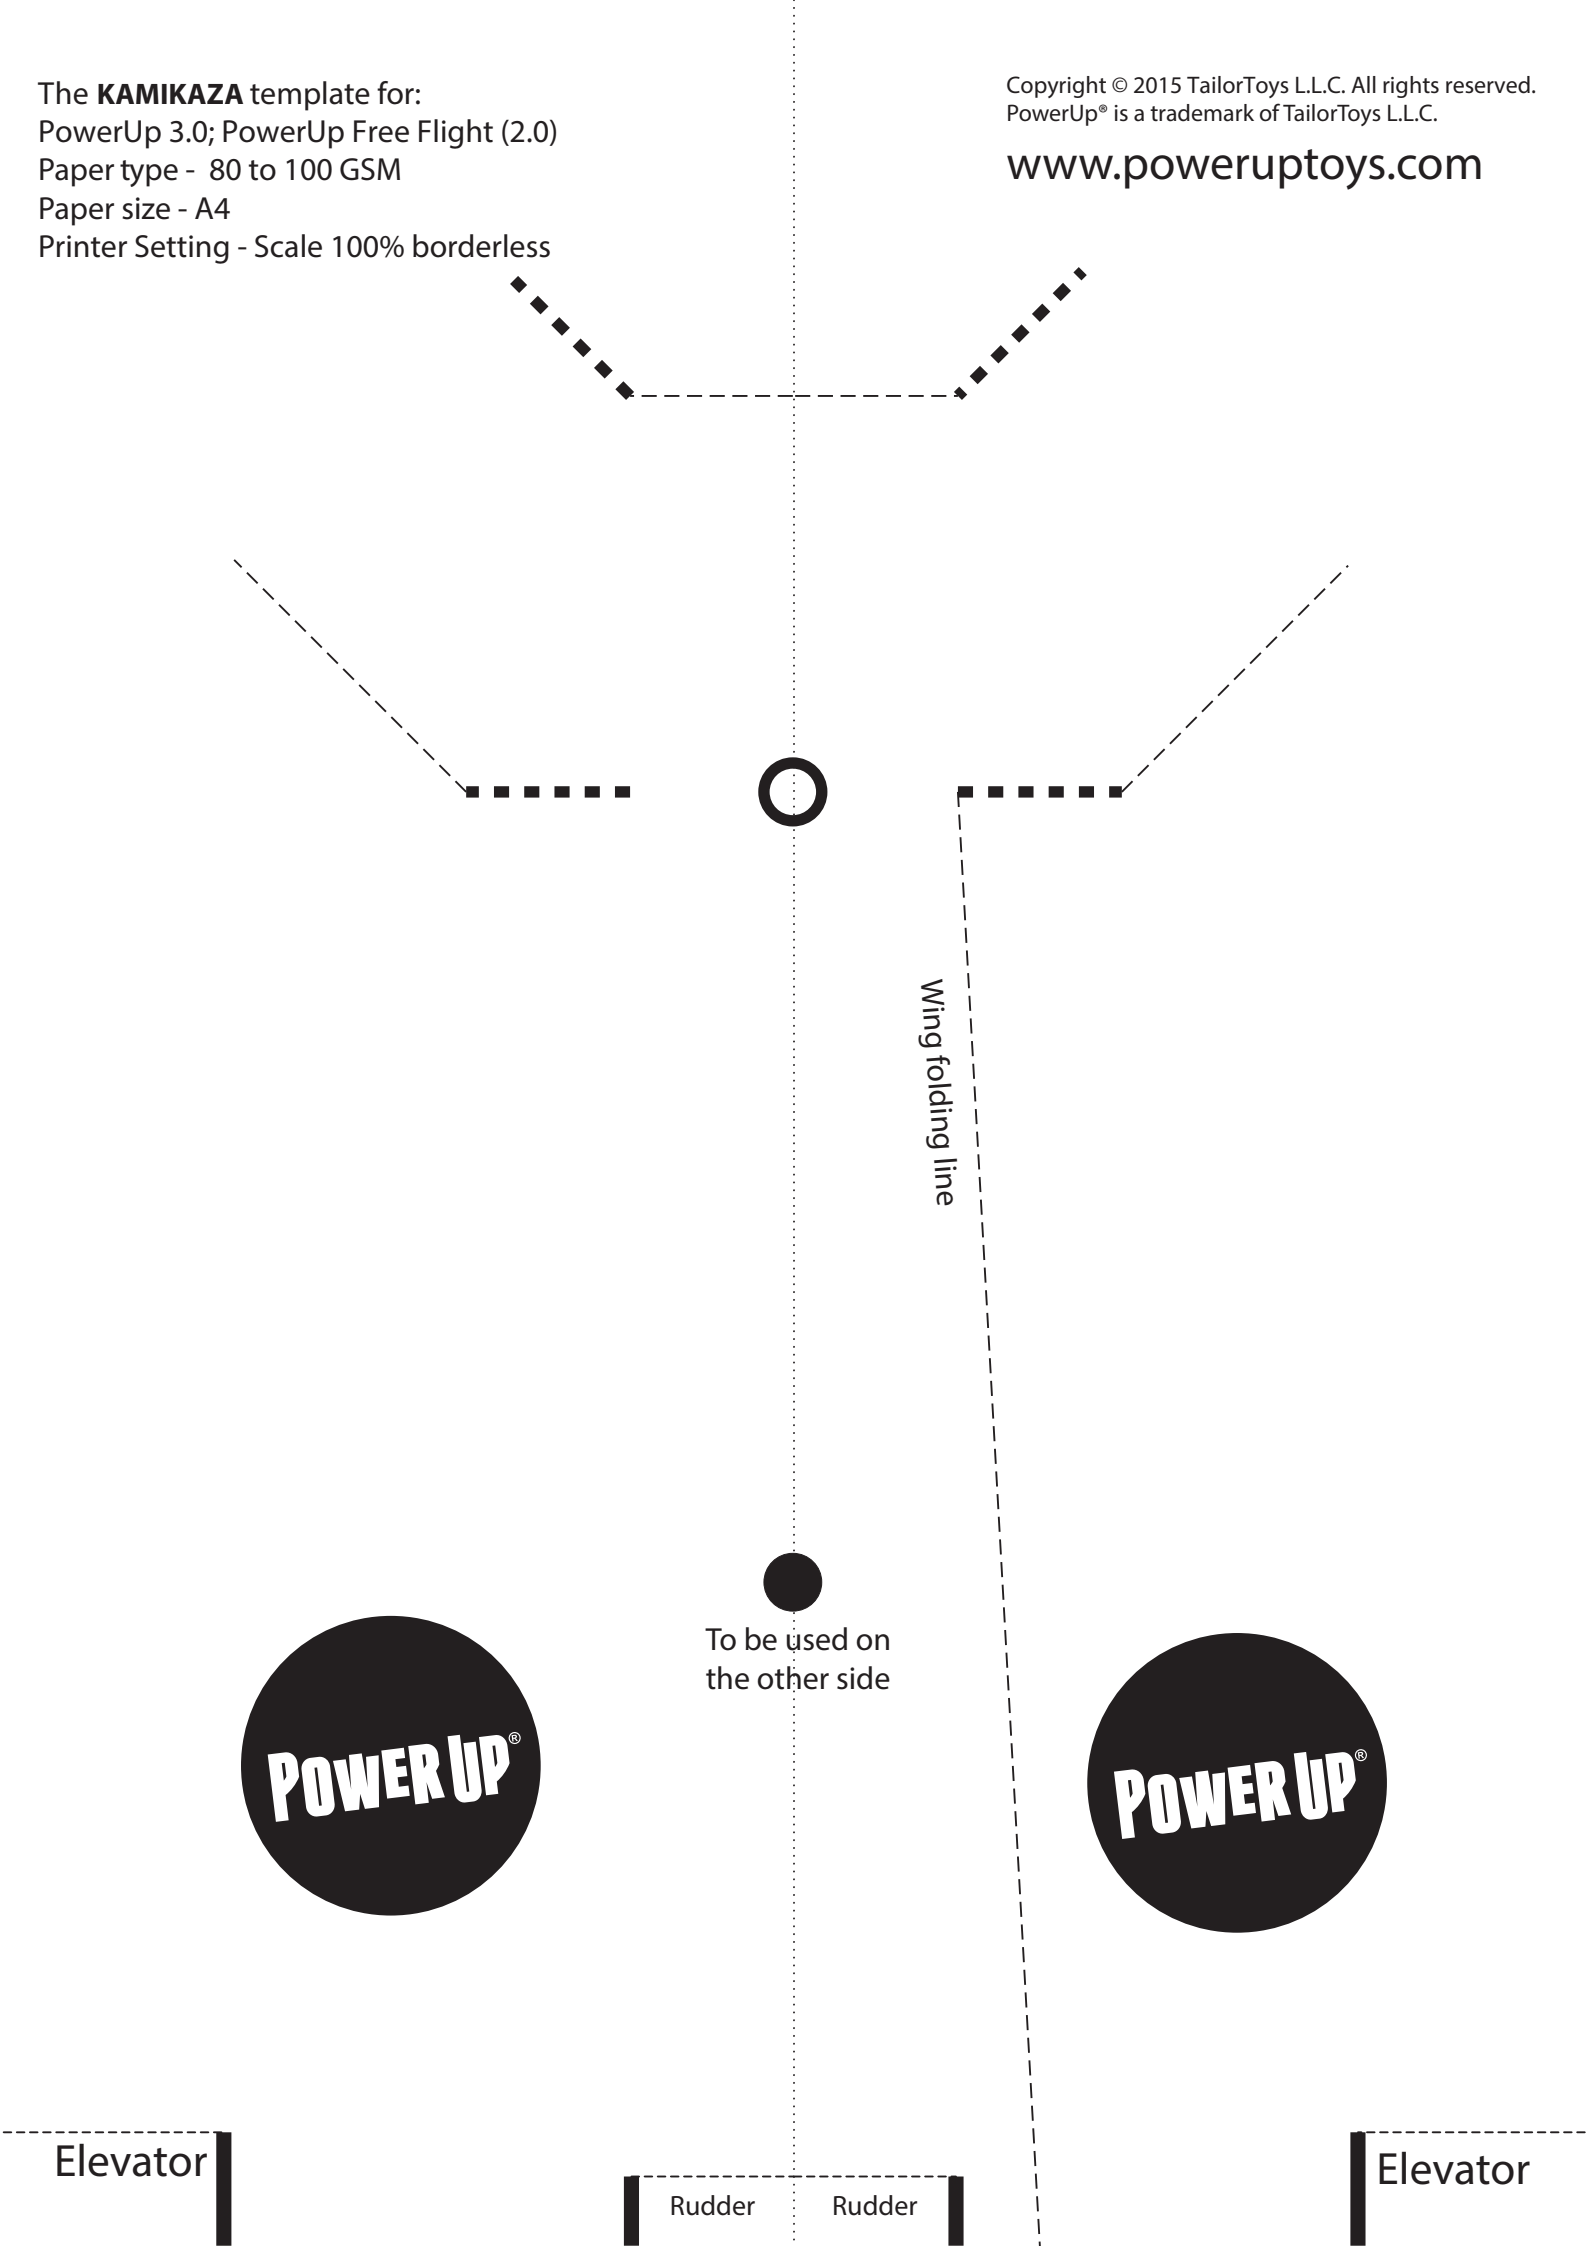 The KAMIKAZA template for:
PowerUp 3.0; PowerUp Free Flight (2.0)
Paper type -  80 to 100 GSM
Paper size - A4
Printer Setting - Scale 100% borderless
Copyright © 2015 TailorToys L.L.C. All rights reserved.
PowerUp® is a trademark of TailorToys L.L.C.
www.poweruptoys.com
Wing folding line
To be used on
the other side
POWER UP®
POWER UP®
Elevator
Rudder
Rudder
Elevator